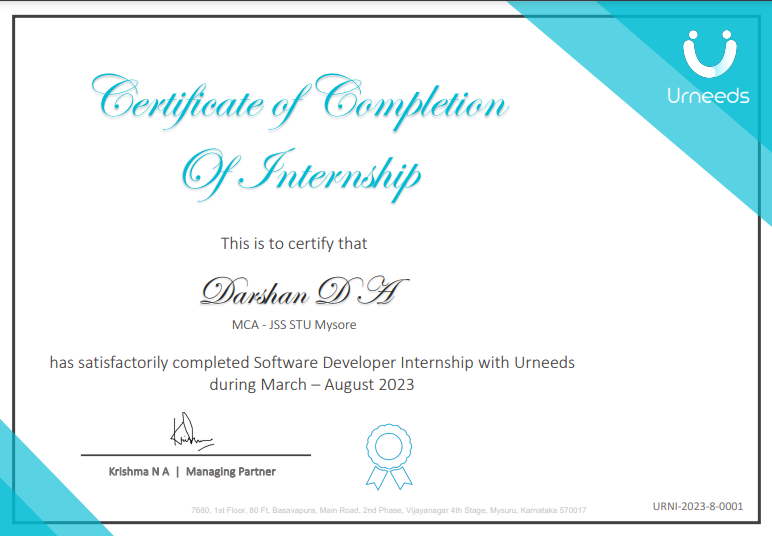 Urneeds
Certificate of Completion
Of Internship
This is to certify that
Darshan D A
MCA - JSS STU Mysore
has satisfactorily completed Software Developer Internship with Urneeds
during March – August 2023
Krishma N A | Managing Partner
7680, 1st Floor, 80 Ft, Basavapura, Main Road, 2nd Phase, Vijayanagar 4th Stage, Mysuru, Karnataka 570017
URNI-2023-8-0001